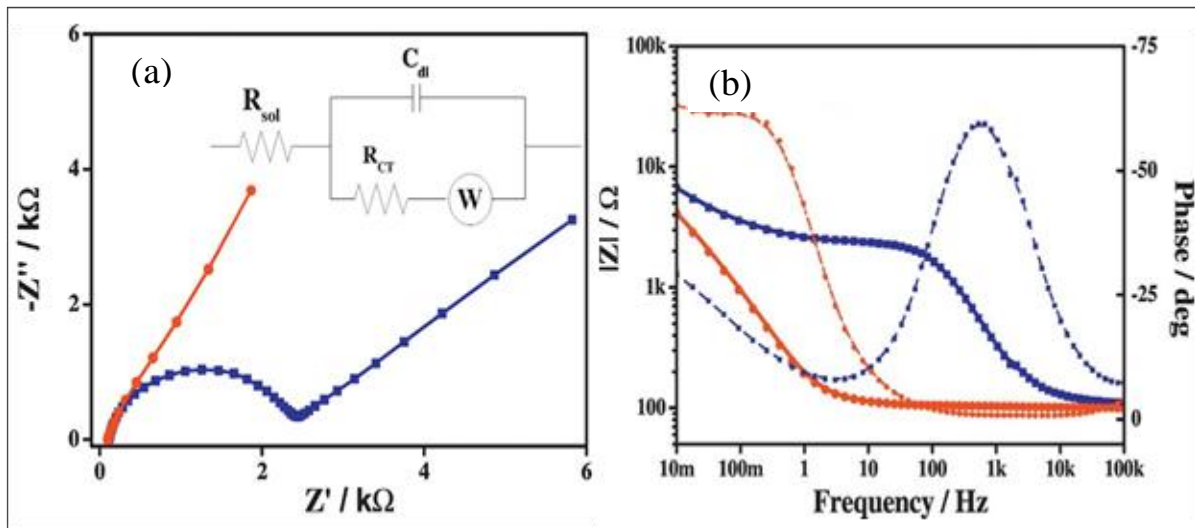 (a)
6
4
2
0
0
2
4
6
-Z'' / kΩ
Z' / kΩ
R_sol
C_dl
R_CT
W
(b)
100k
10k
1k
100
|Z| / Ω
-75
-50
-25
0
Phase / deg
10m 100m 1 10 100 1k 10k 100k
Frequency / Hz